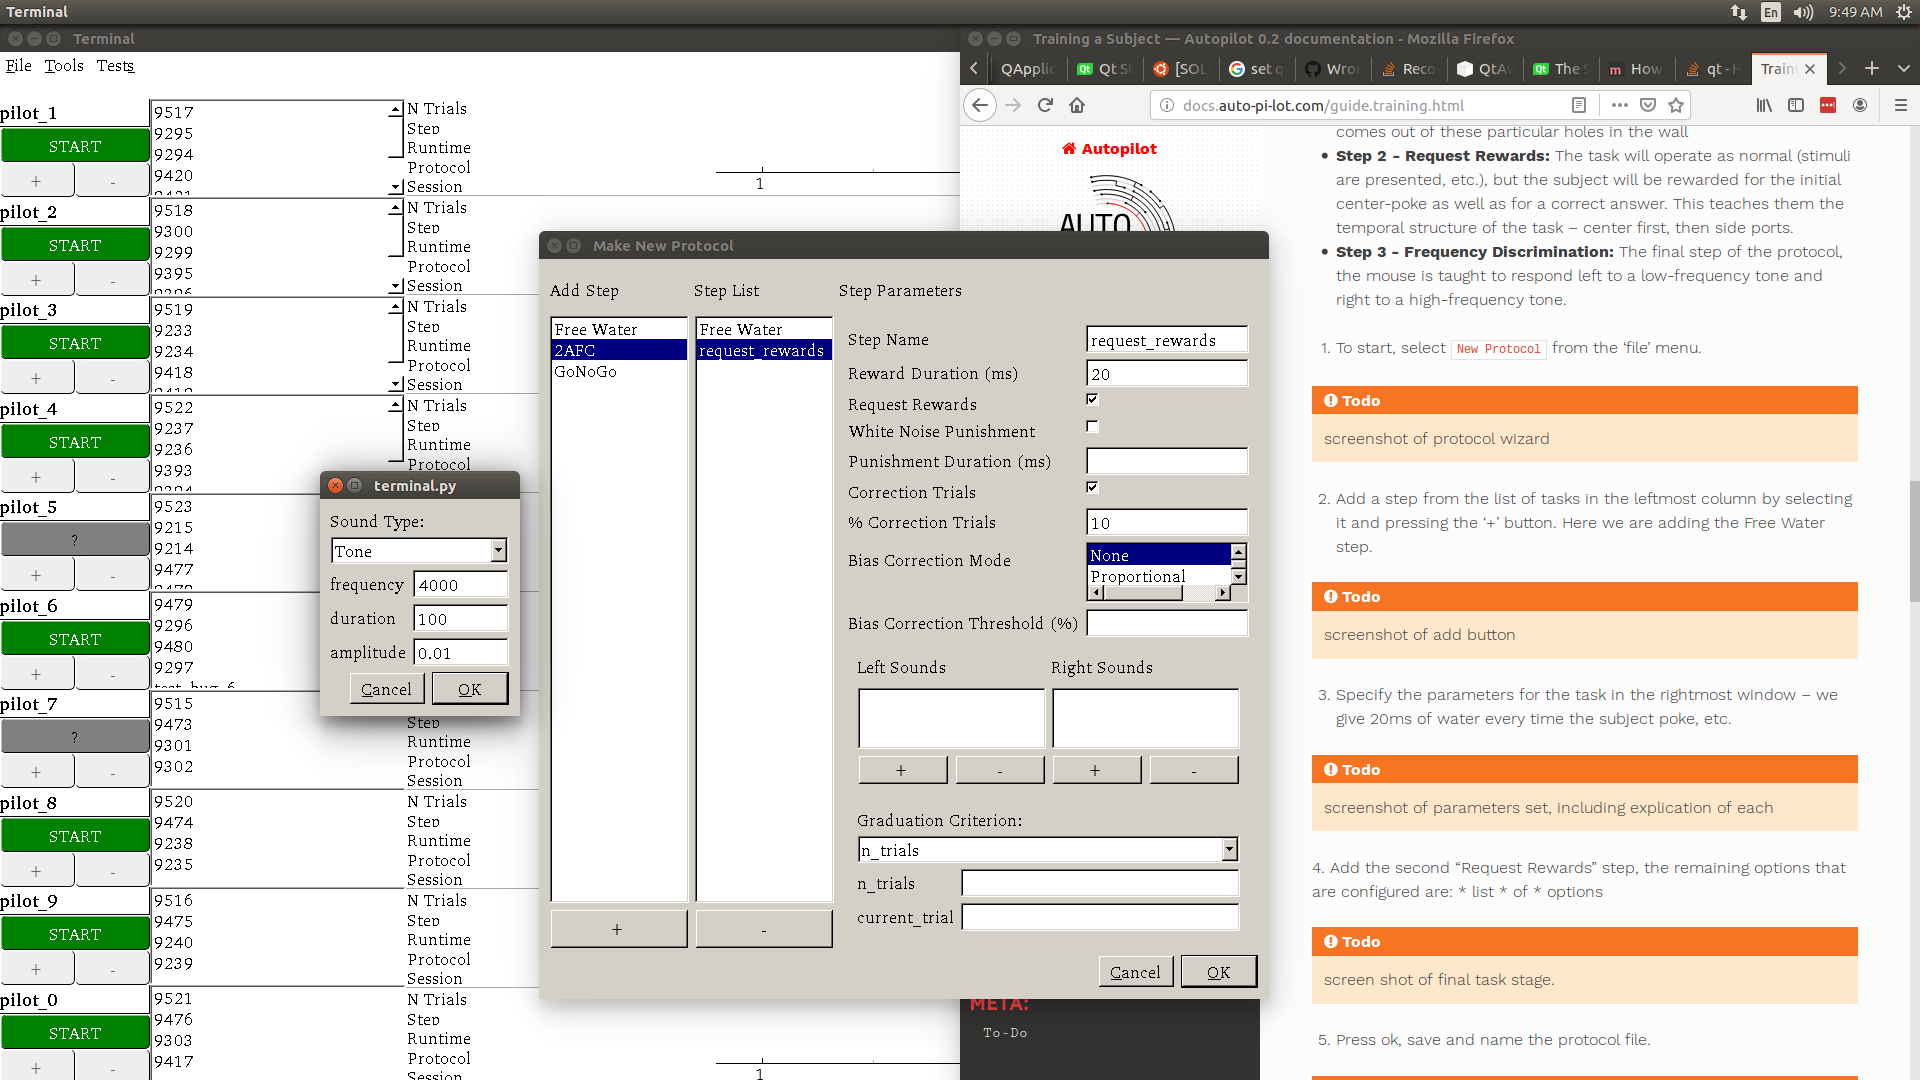 Terminal
En
9:49 AM
Terminal
File Tools Tests
pilot_1
START
+ -
9517
9295
9294
9420
N Trials
Step
Runtime
Protocol
Session
1
pilot_2
START
+ -
9518
9300
9299
9395
N Trials
Step
Runtime
Protocol
Session
pilot_3
START
+ -
9519
9233
9234
9418
N Trials
Step
Runtime
Protocol
Session
pilot_4
START
+ -
9522
9237
9236
9393
N Trials
Step
Runtime
Protocol
pilot_5
?
+ -
9523
9215
9214
9477
pilot_6
START
+ -
9479
9296
9480
9297
test_bug_6
pilot_7
?
+ -
9515
9473
9301
9302
Step
Runtime
Protocol
Session
pilot_8
START
+ -
9520
9474
9238
9235
N Trials
Step
Runtime
Protocol
Session
pilot_9
START
+ -
9516
9475
9240
9239
N Trials
Step
Runtime
Protocol
Session
pilot_0
START
+ -
9521
9476
9303
9417
N Trials
Step
Runtime
Protocol
Session
1
terminal.py
Sound Type:
Tone
frequency 4000
duration 100
amplitude 0.01
Cancel OK
Make New Protocol
Add Step
Free Water
2AFC
GoNoGo
+
Step List
Free Water
request_rewards
-
Step Parameters
Step Name request_rewards
Reward Duration (ms) 20
Request Rewards
White Noise Punishment
Punishment Duration (ms)
Correction Trials
% Correction Trials 10
Bias Correction Mode None
Proportional
Bias Correction Threshold (%)
Left Sounds Right Sounds
+ - + -
Graduation Criterion:
n_trials
n_trials
current_trial
Cancel OK
Training a Subject — Autopilot 0.2 documentation - Mozilla Firefox
QApplic Qt S [SOL set q Wro Reco QtA The S How qt - H Train
docs.auto-pi-lot.com/guide.training.html
Autopilot
AUTO
META:
To-Do
comes out of these particular holes in the wall
Step 2 - Request Rewards: The task will operate as normal (stimuli
are presented, etc.), but the subject will be rewarded for the initial
center-poke as well as for a correct answer. This teaches them the
temporal structure of the task – center first, then side ports.
Step 3 - Frequency Discrimination: The final step of the protocol,
the mouse is taught to respond left to a low-frequency tone and
right to a high-frequency tone.
1. To start, select New Protocol from the ‘file’ menu.
Todo
screenshot of protocol wizard
2. Add a step from the list of tasks in the leftmost column by selecting
it and pressing the ‘+’ button. Here we are adding the Free Water
step.
Todo
screenshot of add button
3. Specify the parameters for the task in the rightmost window – we
give 20ms of water every time the subject poke, etc.
Todo
screenshot of parameters set, including explication of each
4. Add the second “Request Rewards” step, the remaining options that
are configured are: * list * of * options
Todo
screen shot of final task stage.
5. Press ok, save and name the protocol file.